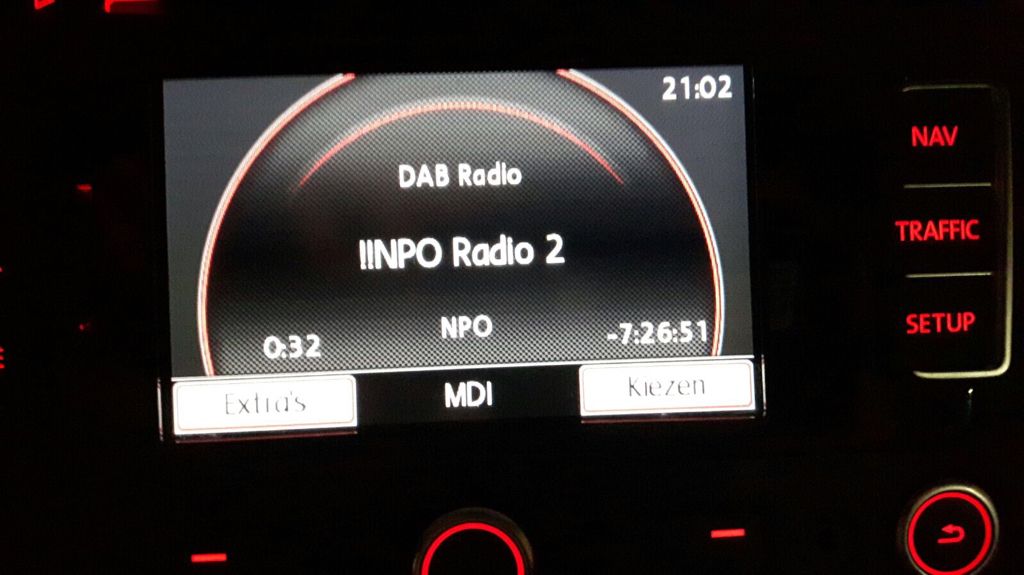 21:02
DAB Radio
!!NPO Radio 2
NPO
0:32
-7:26:51
Extra's
MDI
Kiezen
NAV
TRAFFIC
SETUP